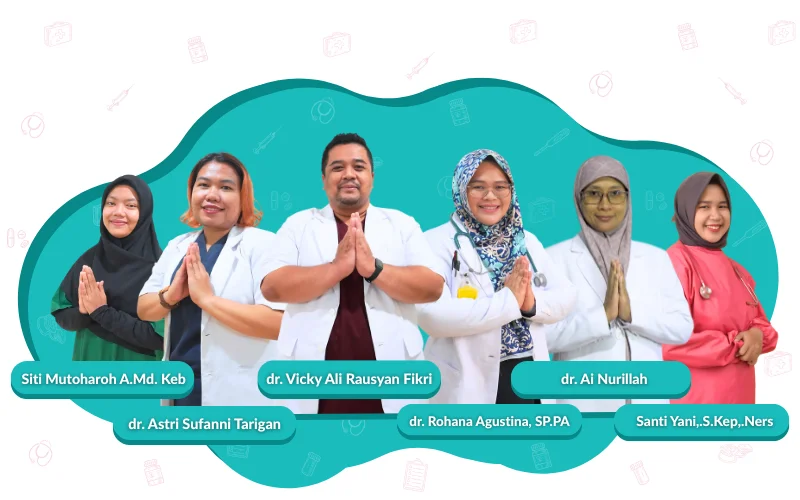 Siti Mutoharoh A.Md. Keb
dr. Astri Sufanni Tarigan
dr. Vicky Ali Rausyan Fikri
dr. Rohana Agustina, SP.PA
dr. Ai Nurillah
Santi Yani,.S.Kep,.Ners